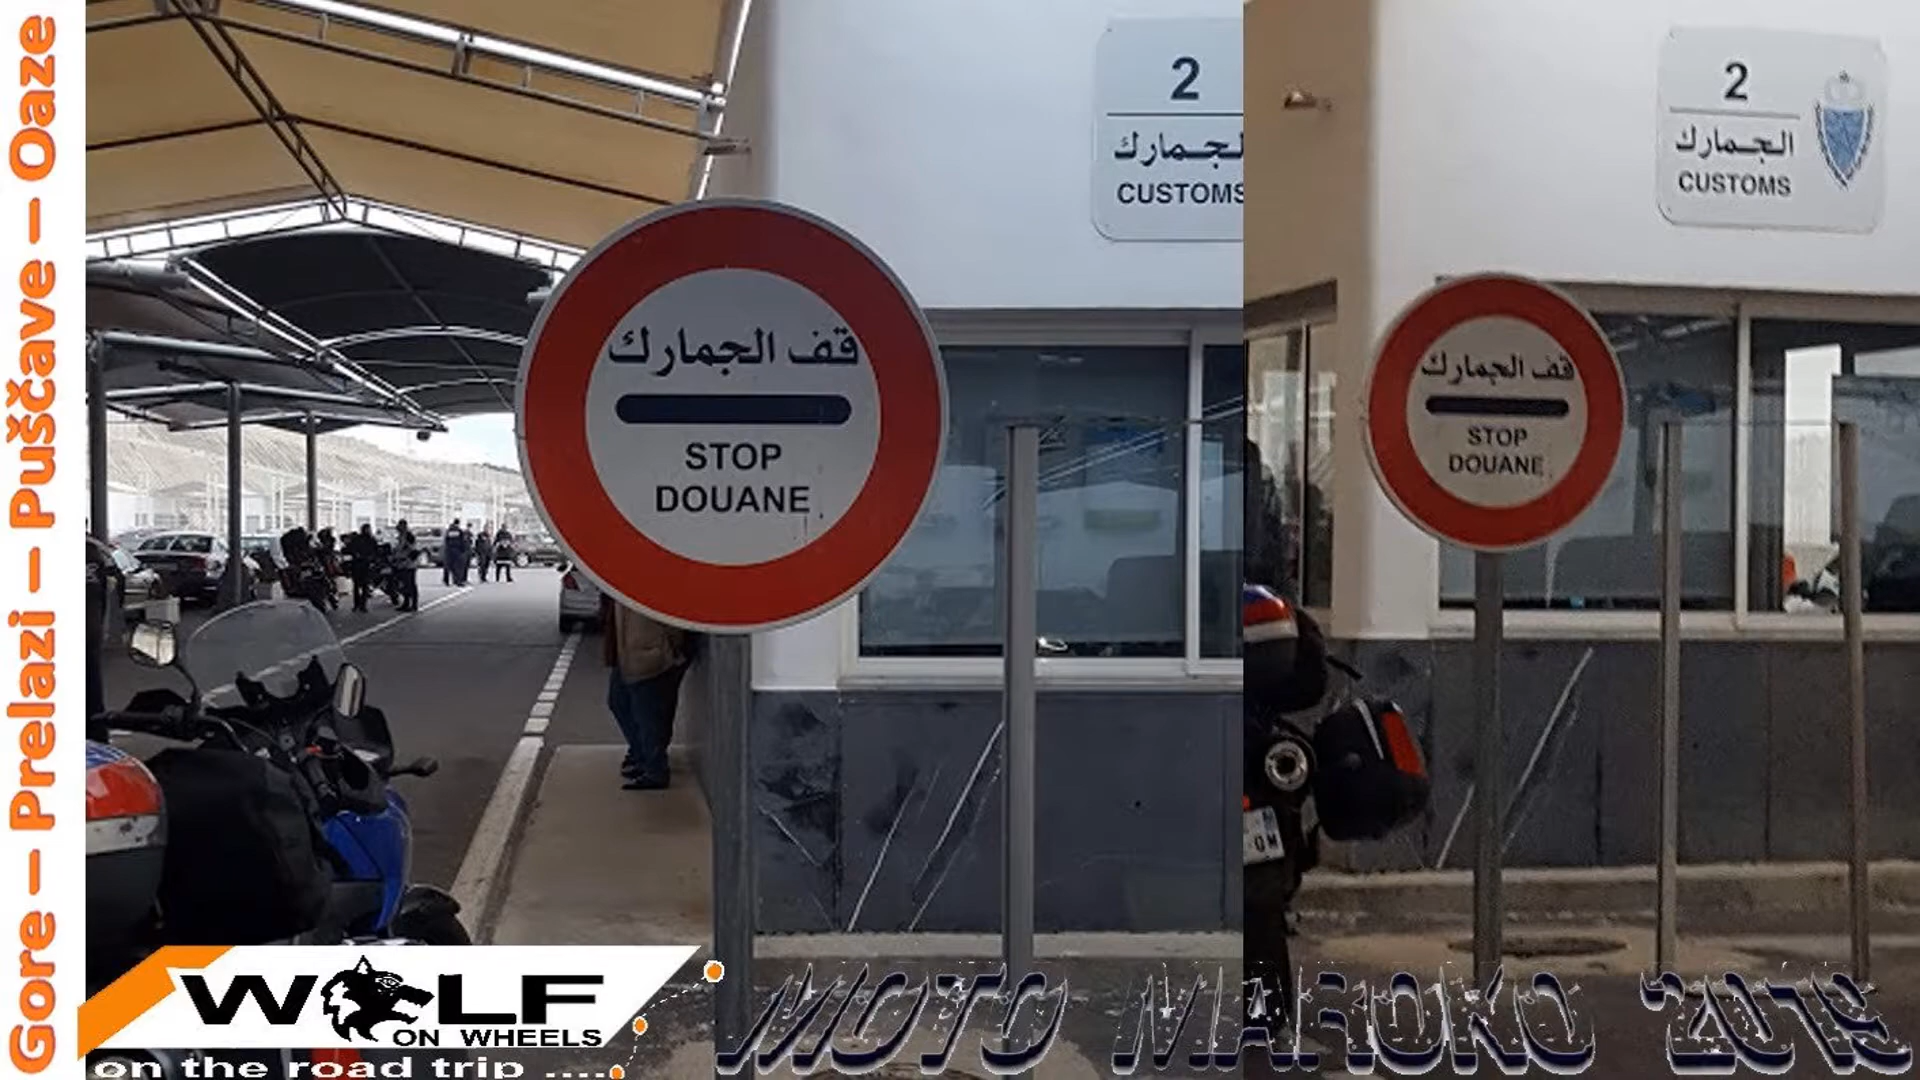 Gore – Prelazi – Puščave – Oaze
2
الجمارك
CUSTOMS
قف الجمارك
STOP
DOUANE
2
الجمارك
CUSTOMS
قف الجمارك
STOP
DOUANE
WOLF
ON WHEELS
on the road trip ....
MOTO MAROKO 2019